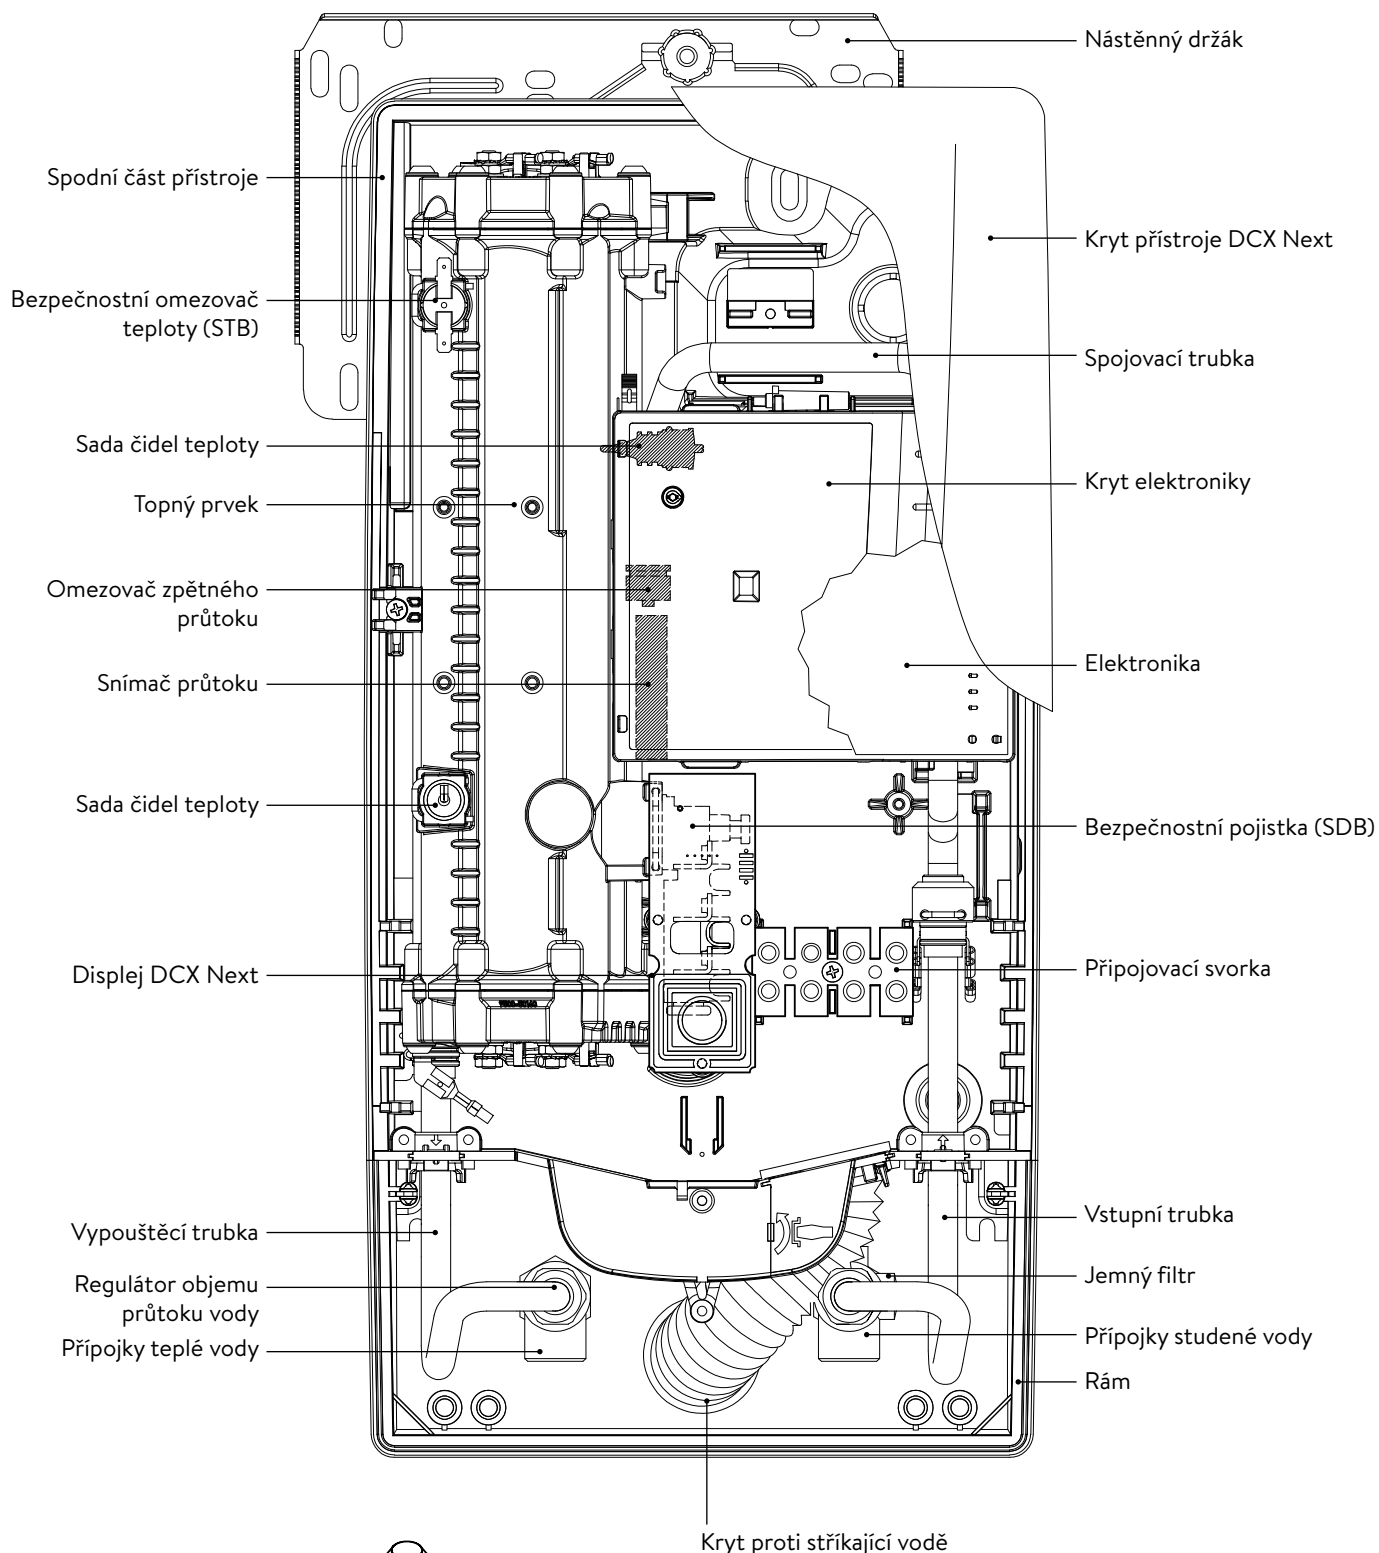 Nástěnný držák
Spodní část přístroje
Kryt přístroje DCX Next
Bezpečnostní omezovač
teploty (STB)
Spojovací trubka
Sada čidel teploty
Kryt elektroniky
Topný prvek
Omezovač zpětného
průtoku
Elektronika
Snímač průtoku
Sada čidel teploty
Bezpečnostní pojistka (SDB)
Displej DCX Next
Připojovací svorka
Vypouštěcí trubka
Vstupní trubka
Regulátor objemu
průtoku vody
Jemný filtr
Přípojky teplé vody
Přípojky studené vody
Rám
Kryt proti stříkající vodě